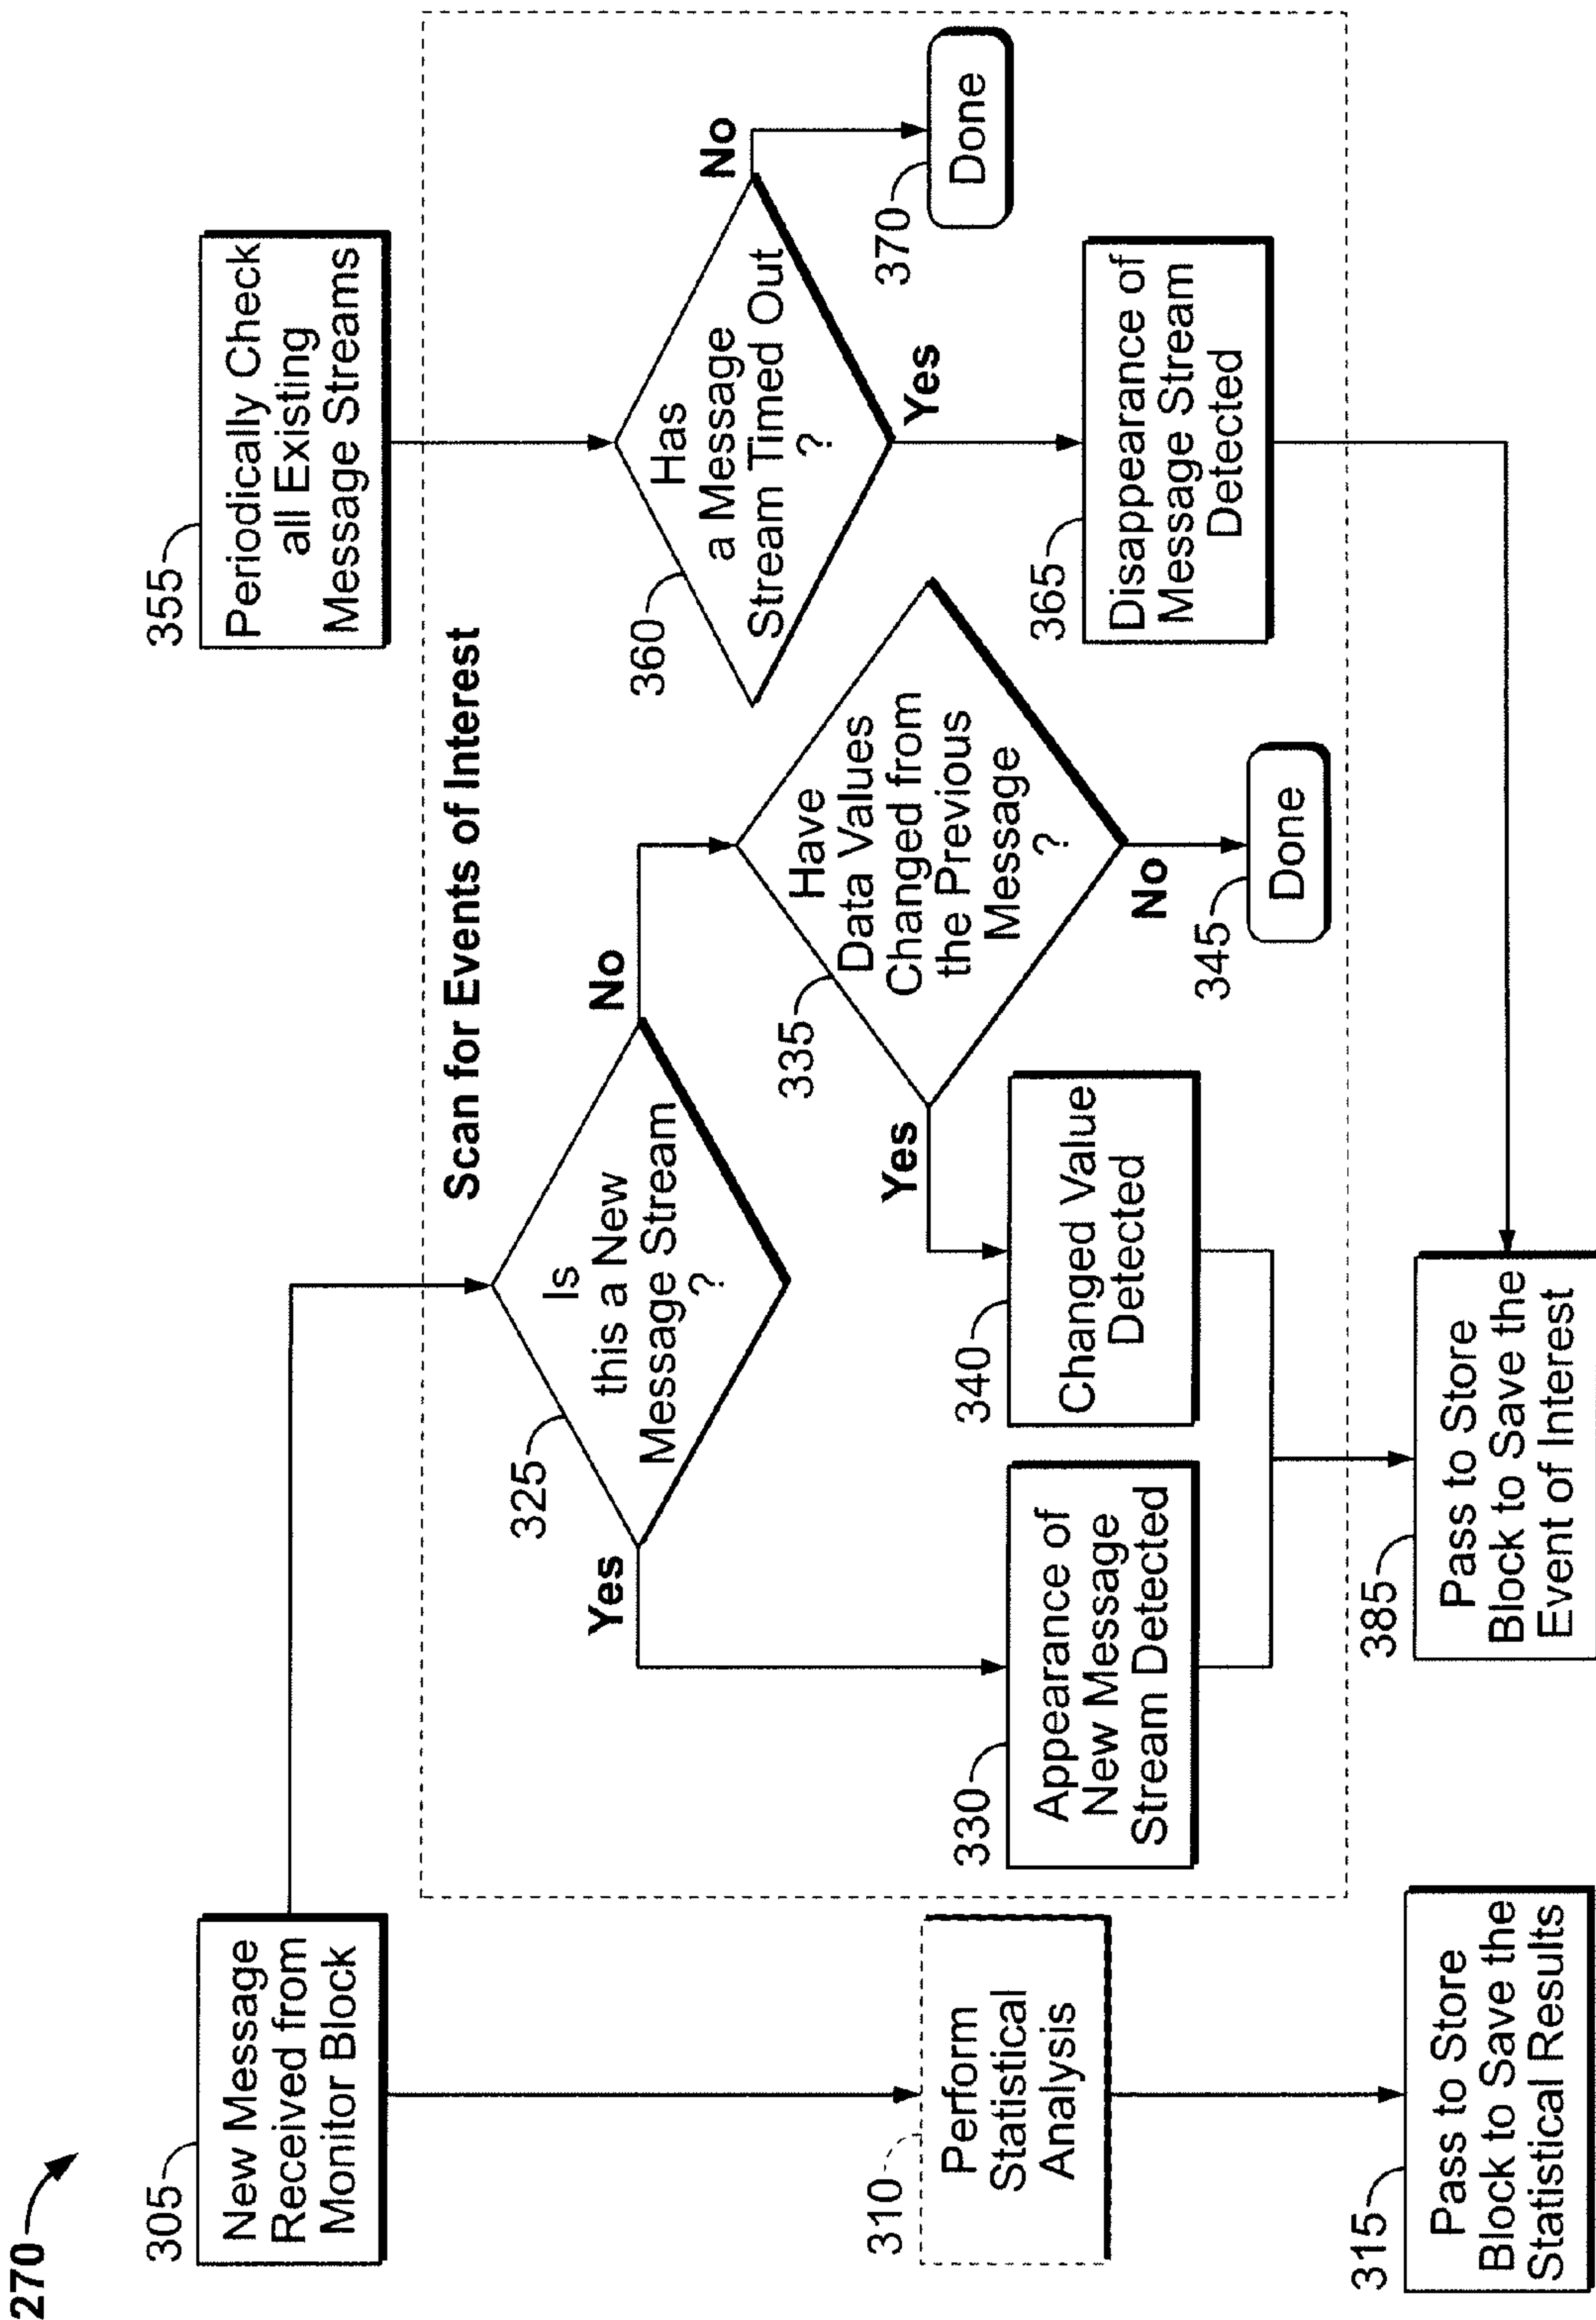 270
305
New Message
Received from
Monitor Block
310
Perform
Statistical
Analysis
315
Pass to Store
Block to Save the
Statistical Results
Scan for Events of Interest
325
Is
this a New
Message Stream
?
Yes
No
330
Appearance of
New Message
Stream Detected
335
Have
Data Values
Changed from
the Previous
Message
?
Yes
No
340
Changed Value
Detected
345
Done
355
Periodically Check
all Existing
Message Streams
360
Has
a Message
Stream Timed Out
?
No
Yes
370
Done
365
Disappearance of
Message Stream
Detected
385
Pass to Store
Block to Save the
Event of Interest